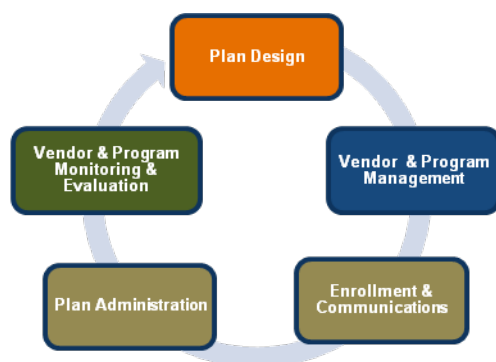 Plan Design
Vendor & Program
Management
Enrollment &
Communications
Plan Administration
Vendor & Program
Monitoring &
Evaluation